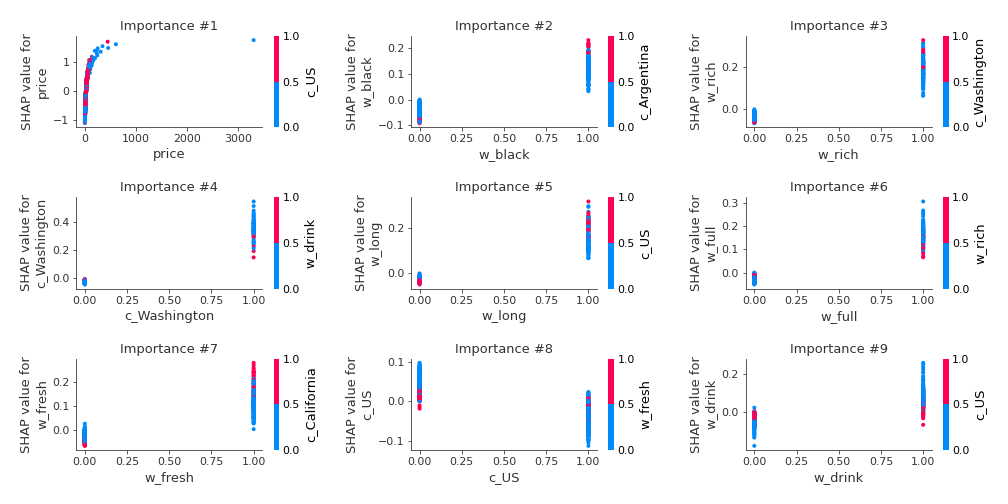 Importance #1
SHAP value for
price
1
0
−1
0
1000
2000
3000
price
1.0
0.5
0.0
c_US
Importance #2
SHAP value for
w_black
0.2
0.1
0.0
−0.1
0.00
0.25
0.50
0.75
1.00
w_black
1.0
0.5
0.0
c_Argentina
Importance #3
SHAP value for
w_rich
0.2
0.0
0.00
0.25
0.50
0.75
1.00
w_rich
1.0
0.5
0.0
c_Washington
Importance #4
SHAP value for
c_Washington
0.4
0.2
0.0
0.00
0.25
0.50
0.75
1.00
c_Washington
1.0
0.5
0.0
w_drink
Importance #5
SHAP value for
w_long
0.2
0.0
0.00
0.25
0.50
0.75
1.00
w_long
1.0
0.5
0.0
c_US
Importance #6
SHAP value for
w_full
0.3
0.2
0.1
0.0
0.00
0.25
0.50
0.75
1.00
w_full
1.0
0.5
0.0
w_rich
Importance #7
SHAP value for
w_fresh
0.2
0.1
0.0
0.00
0.25
0.50
0.75
1.00
w_fresh
1.0
0.5
0.0
c_California
Importance #8
SHAP value for
c_US
0.1
0.0
−0.1
0.00
0.25
0.50
0.75
1.00
c_US
1.0
0.5
0.0
w_fresh
Importance #9
SHAP value for
w_drink
0.2
0.0
0.00
0.25
0.50
0.75
1.00
w_drink
1.0
0.5
0.0
c_US